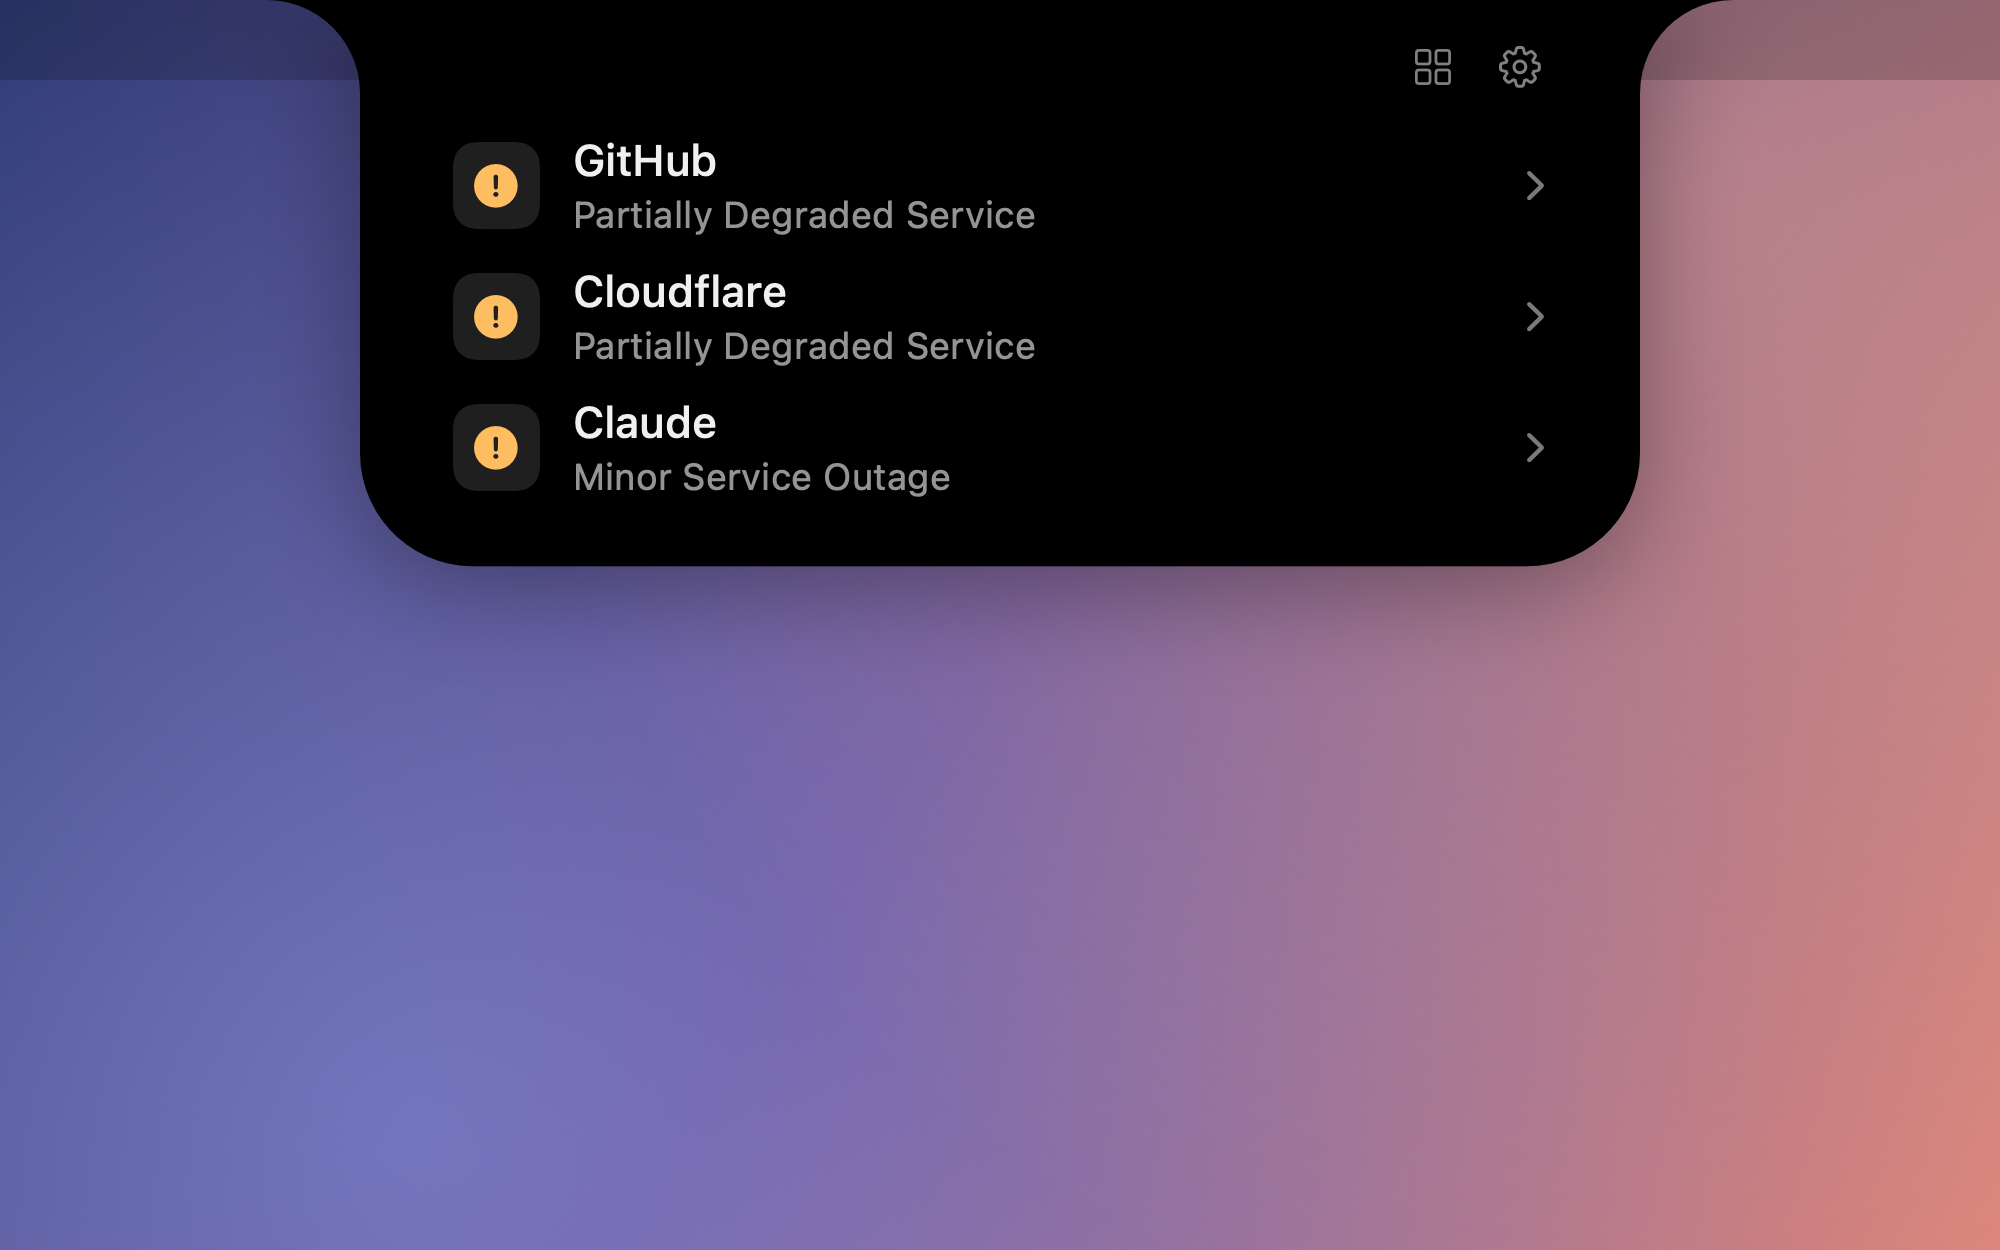 GitHub
Partially Degraded Service
Cloudflare
Partially Degraded Service
Claude
Minor Service Outage